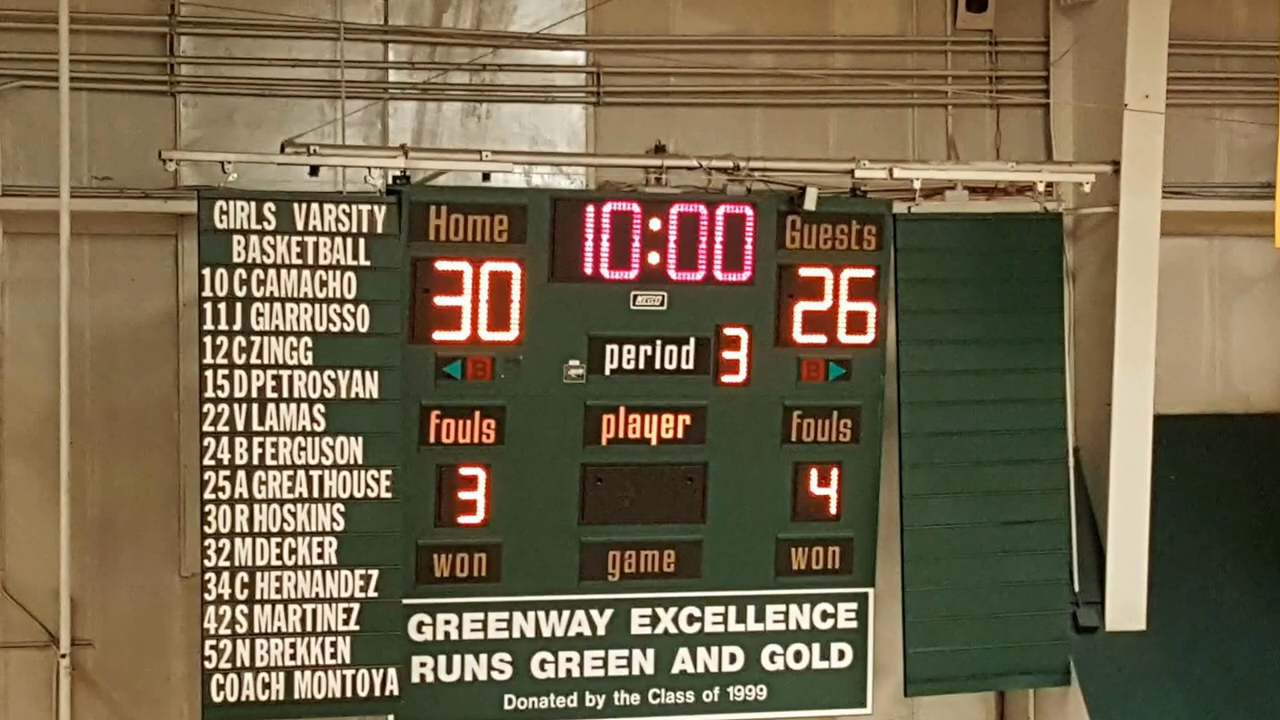 GIRLS VARSITY
BASKETBALL
10 C CAMACHO
11 J GIARRUSSO
12 C ZINGG
15 D PETROSYAN
22 V LAMAS
24 B FERGUSON
25 A GREATHOUSE
30 R HOSKINS
32 M DECKER
34 C HERNANDEZ
42 S MARTINEZ
52 N BREKKEN
COACH MONTOYA
Home 10:00 Guests
30 26
period 3
B B
fouls player fouls
3 4
won game won
GREENWAY EXCELLENCE
RUNS GREEN AND GOLD
Donated by the Class of 1999